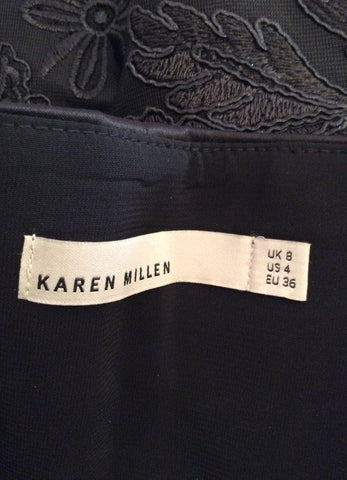 KAREN MILLEN
UK 8
US 4
EU 36